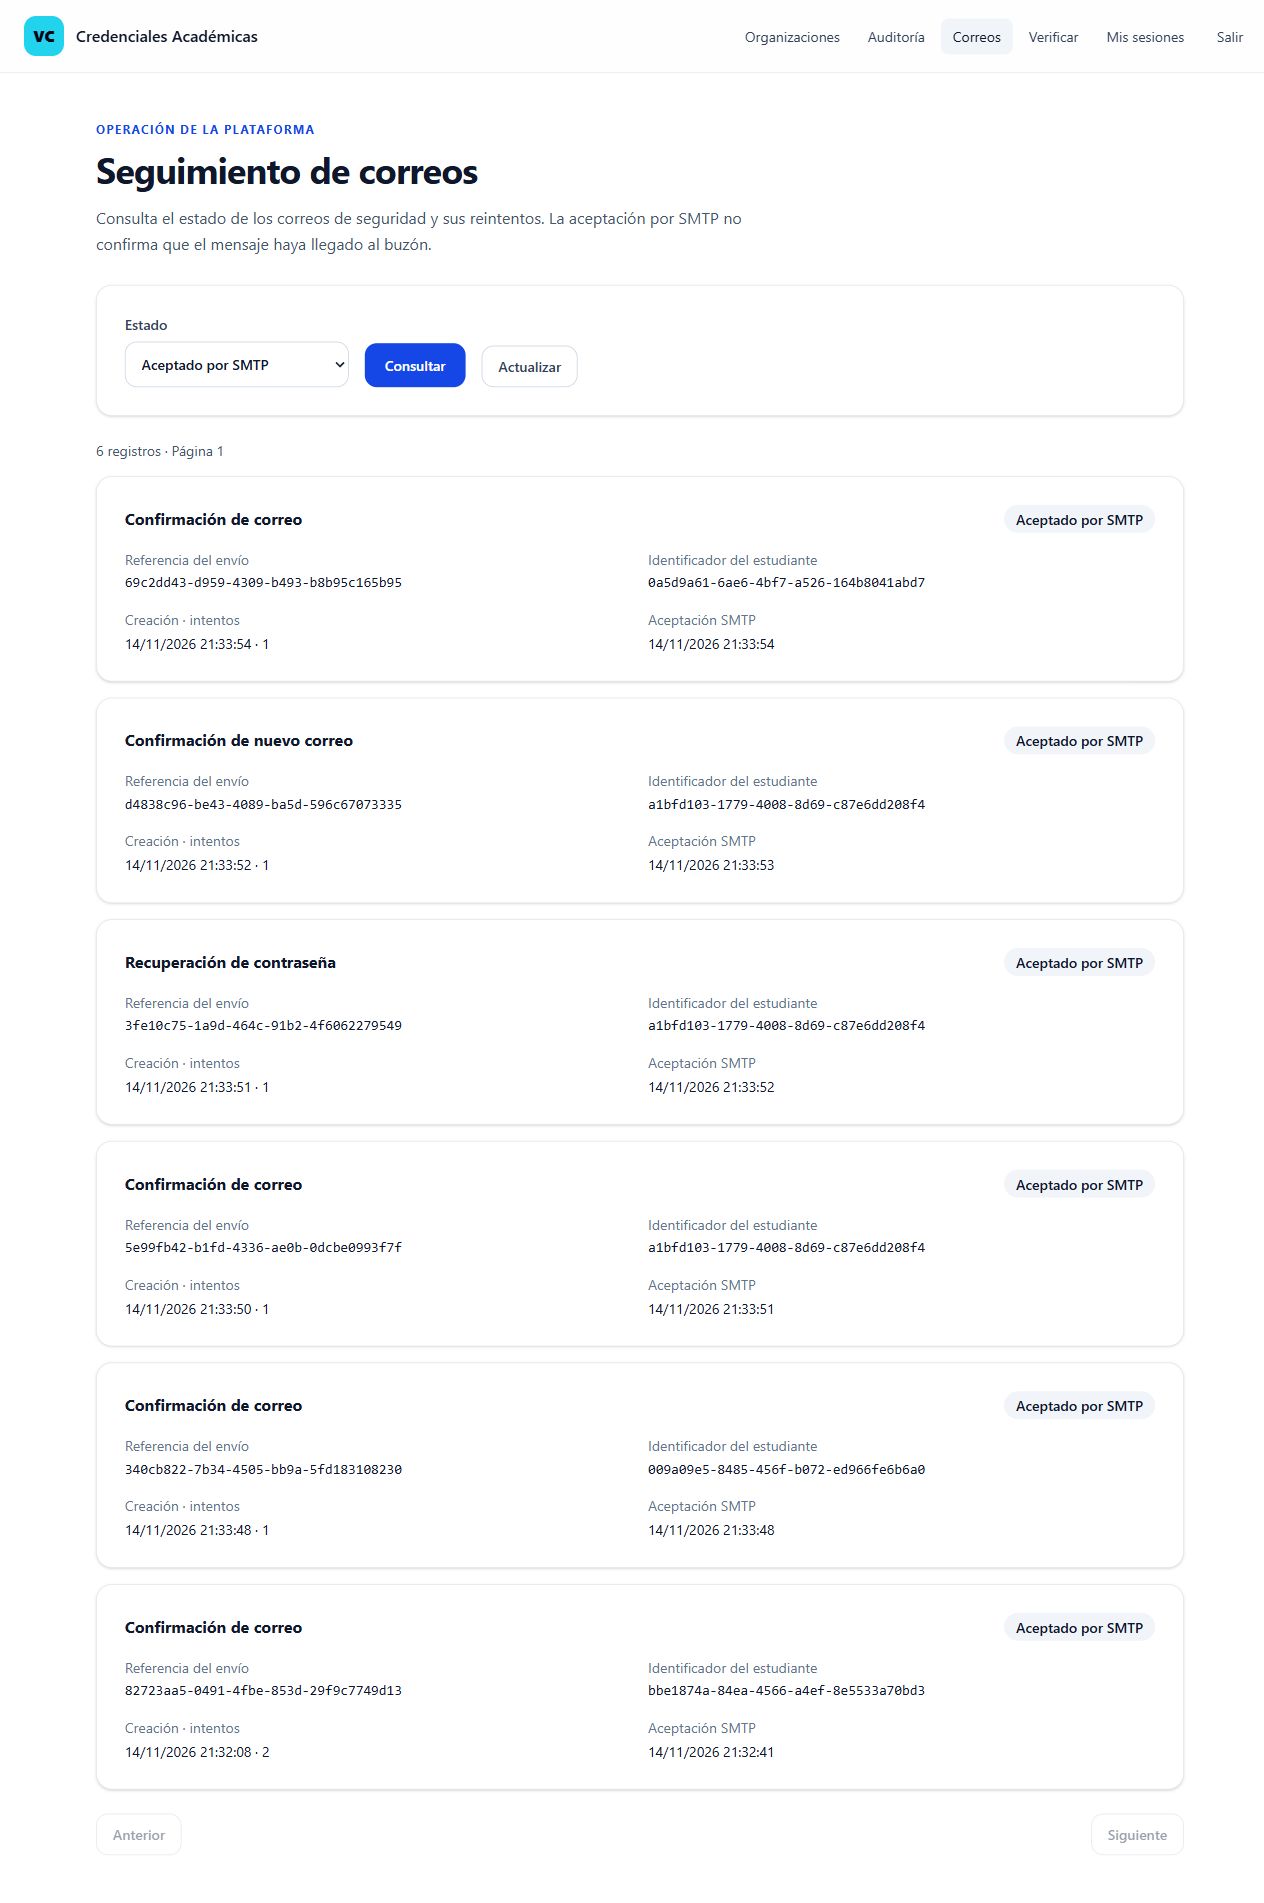 VC Credenciales Académicas Organizaciones Auditoría Correos Verificar Mis sesiones Salir
OPERACIÓN DE LA PLATAFORMA
Seguimiento de correos
Consulta el estado de los correos de seguridad y sus reintentos. La aceptación por SMTP no
confirma que el mensaje haya llegado al buzón.
Estado
Aceptado por SMTP Consultar Actualizar
6 registros · Página 1
Confirmación de correo Aceptado por SMTP
Referencia del envío Identificador del estudiante
69c2dd43-d959-4309-b493-b8b95c165b95 0a5d9a61-6ae6-4bf7-a526-164b8041abd7
Creación · intentos Aceptación SMTP
14/11/2026 21:33:54 · 1 14/11/2026 21:33:54
Confirmación de nuevo correo Aceptado por SMTP
Referencia del envío Identificador del estudiante
d4838c96-be43-4089-ba5d-596c67073335 a1bfd103-1779-4008-8d69-c87e6dd208f4
Creación · intentos Aceptación SMTP
14/11/2026 21:33:52 · 1 14/11/2026 21:33:53
Recuperación de contraseña Aceptado por SMTP
Referencia del envío Identificador del estudiante
3fe10c75-1a9d-464c-91b2-4f6062279549 a1bfd103-1779-4008-8d69-c87e6dd208f4
Creación · intentos Aceptación SMTP
14/11/2026 21:33:51 · 1 14/11/2026 21:33:52
Confirmación de correo Aceptado por SMTP
Referencia del envío Identificador del estudiante
5e99fb42-b1fd-4336-ae0b-0dcbe0993f7f a1bfd103-1779-4008-8d69-c87e6dd208f4
Creación · intentos Aceptación SMTP
14/11/2026 21:33:50 · 1 14/11/2026 21:33:51
Confirmación de correo Aceptado por SMTP
Referencia del envío Identificador del estudiante
340cb822-7b34-4505-bb9a-5fd183108230 009a09e5-8485-456f-b072-ed966fe6b6a0
Creación · intentos Aceptación SMTP
14/11/2026 21:33:48 · 1 14/11/2026 21:33:48
Confirmación de correo Aceptado por SMTP
Referencia del envío Identificador del estudiante
82723aa5-0491-4fbe-853d-29f9c7749d13 bbe1874a-84ea-4566-a4ef-8e5533a70bd3
Creación · intentos Aceptación SMTP
14/11/2026 21:32:08 · 2 14/11/2026 21:32:41
Anterior Siguiente